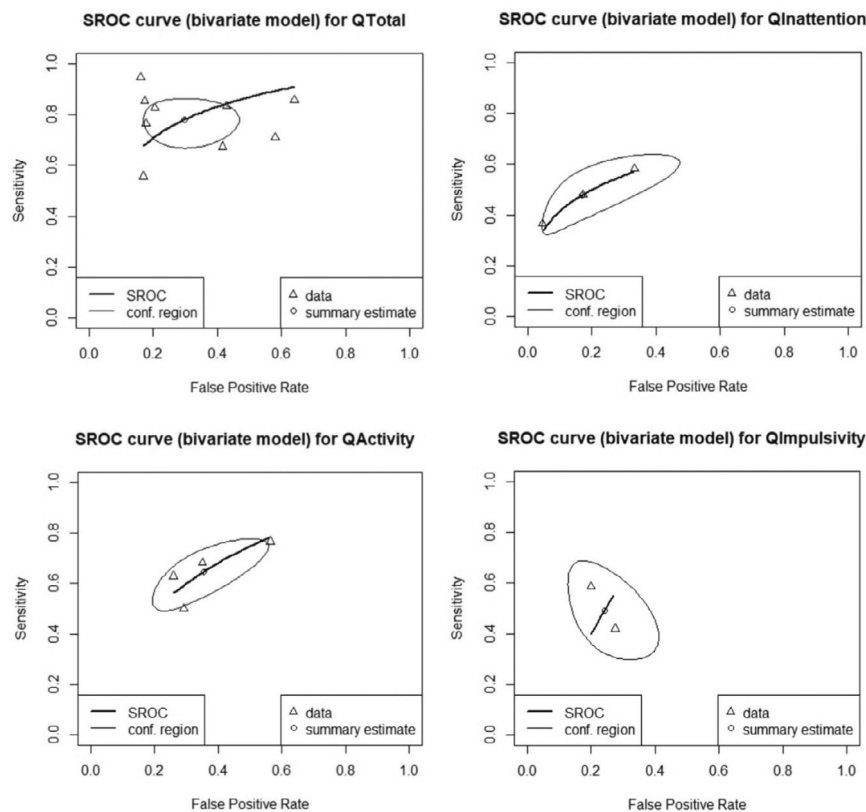 SROC curve (bivariate model) for QTotal
Sensitivity
1.0
0.8
0.6
0.4
0.2
0.0
SROC
conf. region
data
summary estimate
0.0 0.2 0.4 0.6 0.8 1.0
False Positive Rate
SROC curve (bivariate model) for QInattention
Sensitivity
1.0
0.8
0.6
0.4
0.2
0.0
SROC
conf. region
data
summary estimate
0.0 0.2 0.4 0.6 0.8 1.0
False Positive Rate
SROC curve (bivariate model) for QActivity
Sensitivity
1.0
0.8
0.6
0.4
0.2
0.0
SROC
conf. region
data
summary estimate
0.0 0.2 0.4 0.6 0.8 1.0
False Positive Rate
SROC curve (bivariate model) for QImpulsivity
Sensitivity
1.0
0.8
0.6
0.4
0.2
0.0
SROC
conf. region
data
summary estimate
0.0 0.2 0.4 0.6 0.8 1.0
False Positive Rate